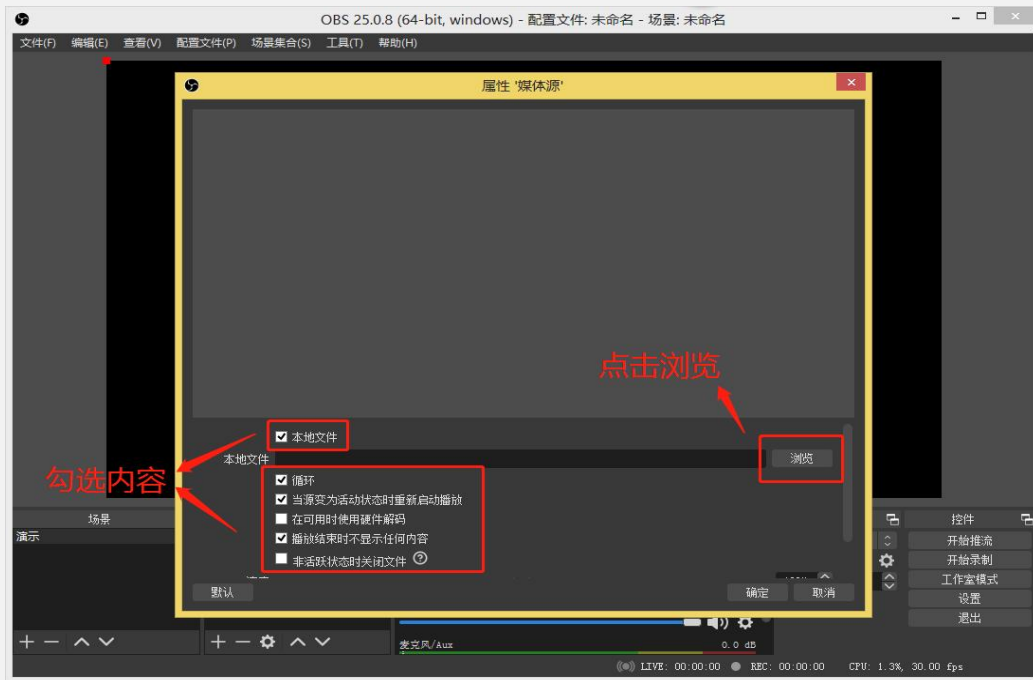 OBS 25.0.8 (64-bit, windows) - 配置文件: 未命名 - 场景: 未命名
文件(F) 编辑(E) 查看(V) 配置文件(P) 场景集合(S) 工具(T) 帮助(H)
属性 '媒体源'
点击浏览
本地文件
本地文件 浏览
勾选内容
循环
当源变为活动状态时重新启动播放
在可用时使用硬件解码
播放结束时不显示任何内容
非活跃状态时关闭文件
默认 确定 取消
场景
演示
控件
开始推流
开始录制
工作室模式
设置
退出
麦克风/Aux 0.0 dB
LIVE: 00:00:00 REC: 00:00:00 CPU: 1.3%, 30.00 fps